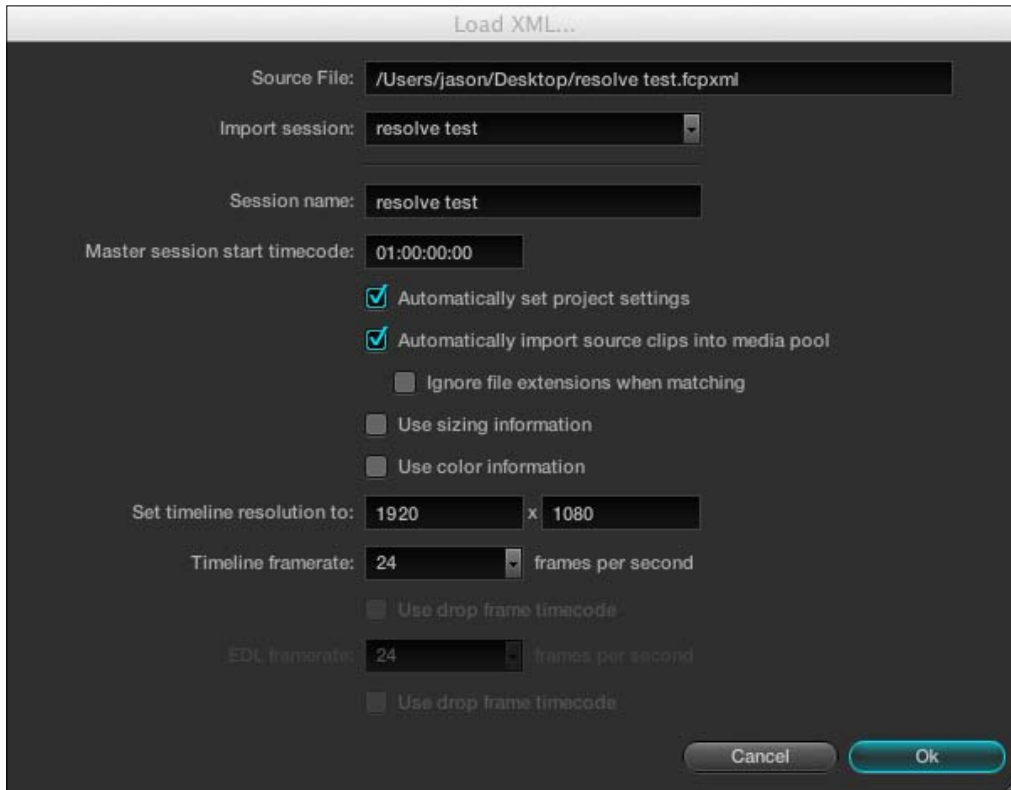 Load XML...
Source File: /Users/jason/Desktop/resolve test.fcpxml
Import session: resolve test
Session name: resolve test
Master session start timecode: 01:00:00:00
Automatically set project settings
Automatically import source clips into media pool
Ignore file extensions when matching
Use sizing information
Use color information
Set timeline resolution to: 1920 x 1080
Timeline framerate: 24 frames per second
Use drop frame timecode
EDL framerate: 24 frames per second
Use drop frame timecode
Cancel Ok